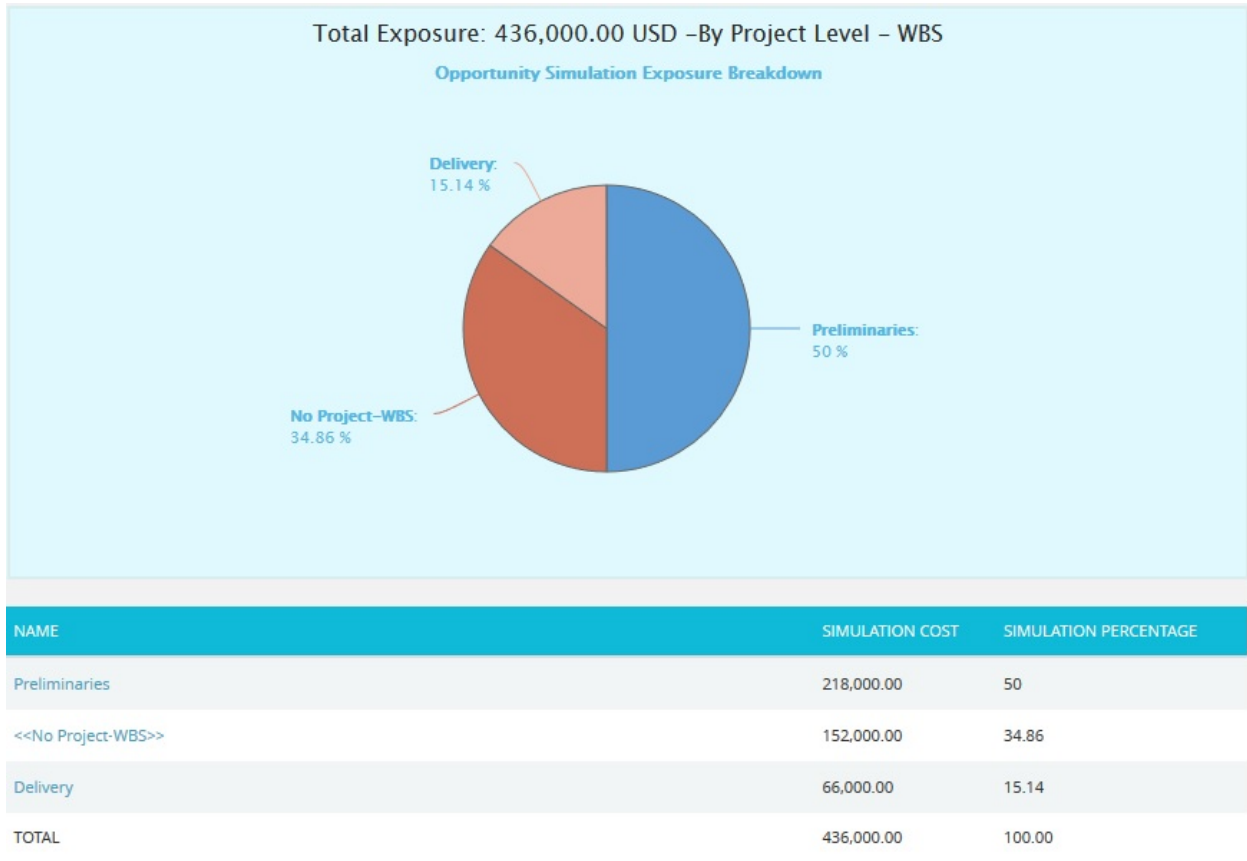 Total Exposure: 436,000.00 USD –By Project Level – WBS
Opportunity Simulation Exposure Breakdown
Delivery:
15.14 %
Preliminaries:
50 %
No Project–WBS:
34.86 %
NAME SIMULATION COST SIMULATION PERCENTAGE
Preliminaries 218,000.00 50
<<No Project-WBS>> 152,000.00 34.86
Delivery 66,000.00 15.14
TOTAL 436,000.00 100.00